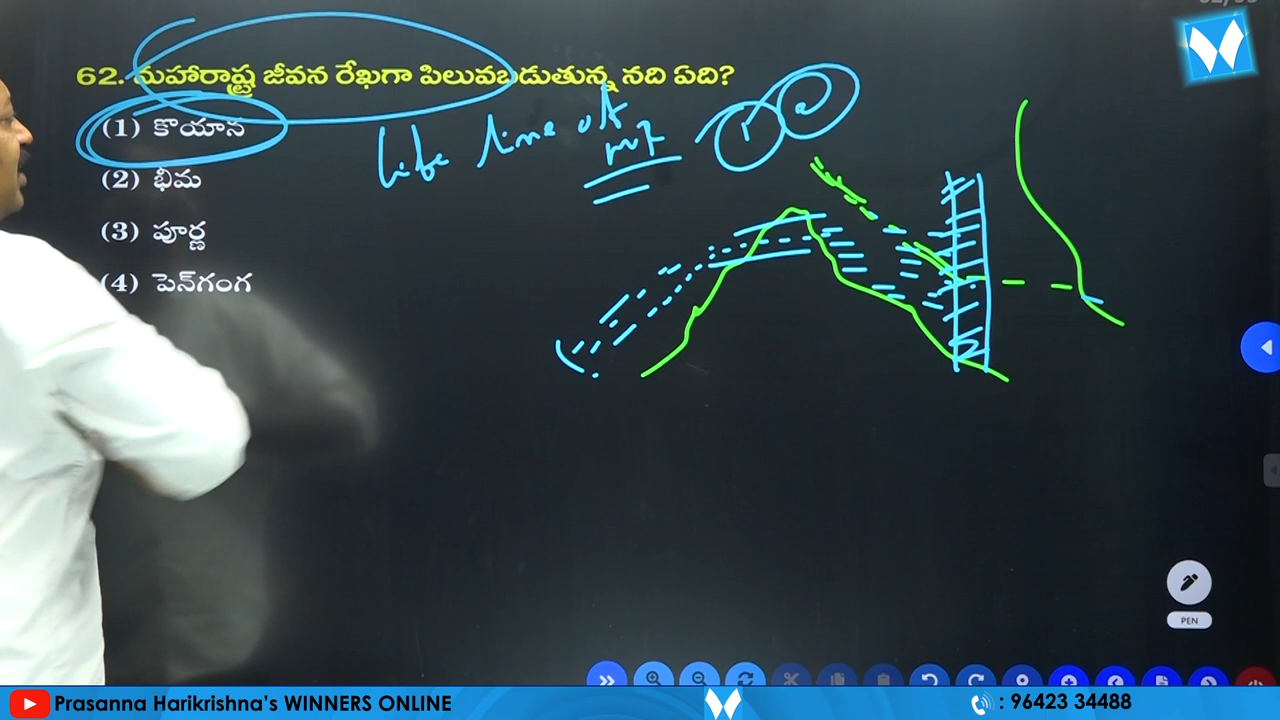 62. మహారాష్ట్ర జీవన రేఖగా పిలువబడుతున్న నది ఏది?
(1) కొయాన
(2) భీమ
(3) పూర్ణ
(4) పెన్‌గంగ
Life line of
PEN
Prasanna Harikrishna's WINNERS ONLINE
: 96423 34488